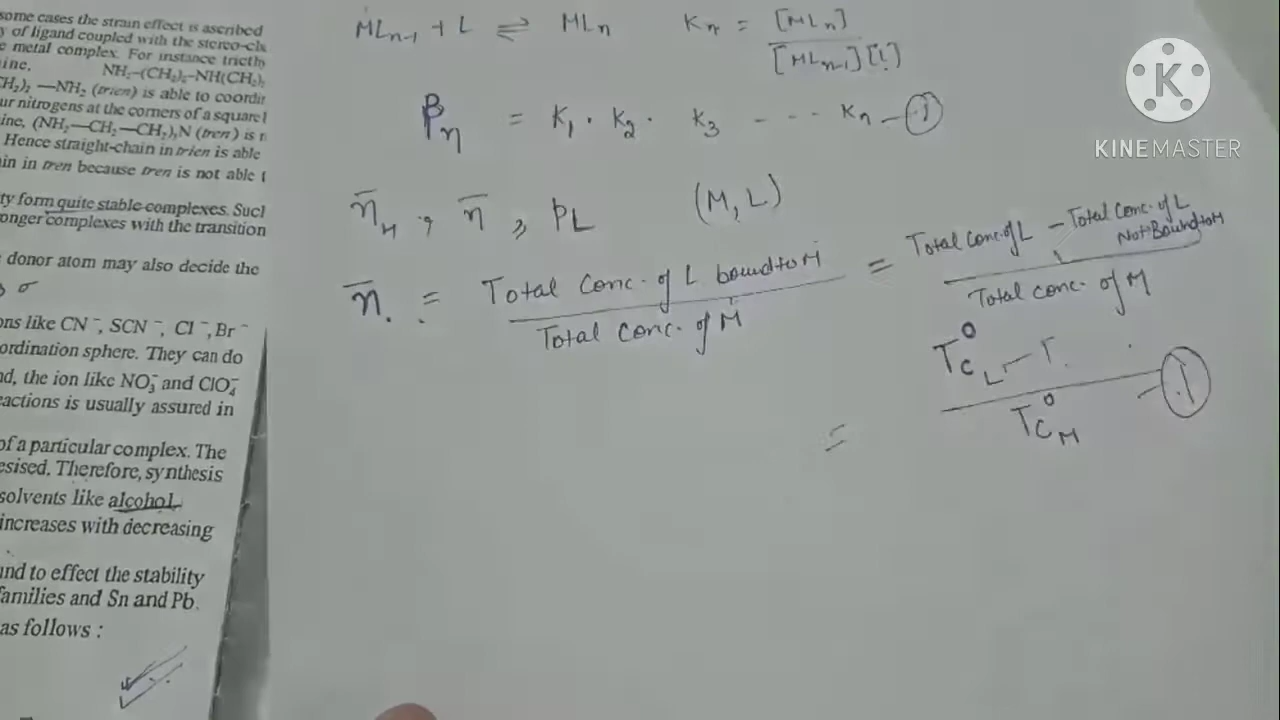 some cases the strain effect is ascribed
y of ligand coupled with the stereo-ch
e metal complex. For instance trieth
ine, NH₂-(CH₂)₂-NH(CH₂)₂
CH₂)₂ —NH₂ (trien) is able to coordin
ur nitrogens at the corners of a square
ine, (NH₂—CH₂—CH₂)₃N (tren) is n
Hence straight-chain in trien is able
ain in tren because tren is not able t
ty form quite stable complexes. Such
onger complexes with the transition
donor atom may also decide the
ons like CN⁻, SCN⁻, Cl⁻, Br⁻
ordination sphere. They can do
nd, the ion like NO₃⁻ and ClO₄⁻
eactions is usually assured in
of a particular complex. The
esised. Therefore, synthesis
solvents like alcohol
increases with decreasing
und to effect the stability
families and Sn and Pb.
as follows :
MLₙ₋₁ + L ⇌ MLₙ Kₙ = [MLₙ] / [MLₙ₋₁][L]
βₙ = K₁ · K₂ · K₃ - - - Kₙ —①
n̄_H , n̄ , pL (M, L)
n̄ = Total Conc. of L bound to M / Total Conc. of M = Total Conc. of L - Total Conc. of L Not Bound to M / Total conc. of M
= T_C_L⁰ - / T_C_M⁰ —①
KINEMASTER